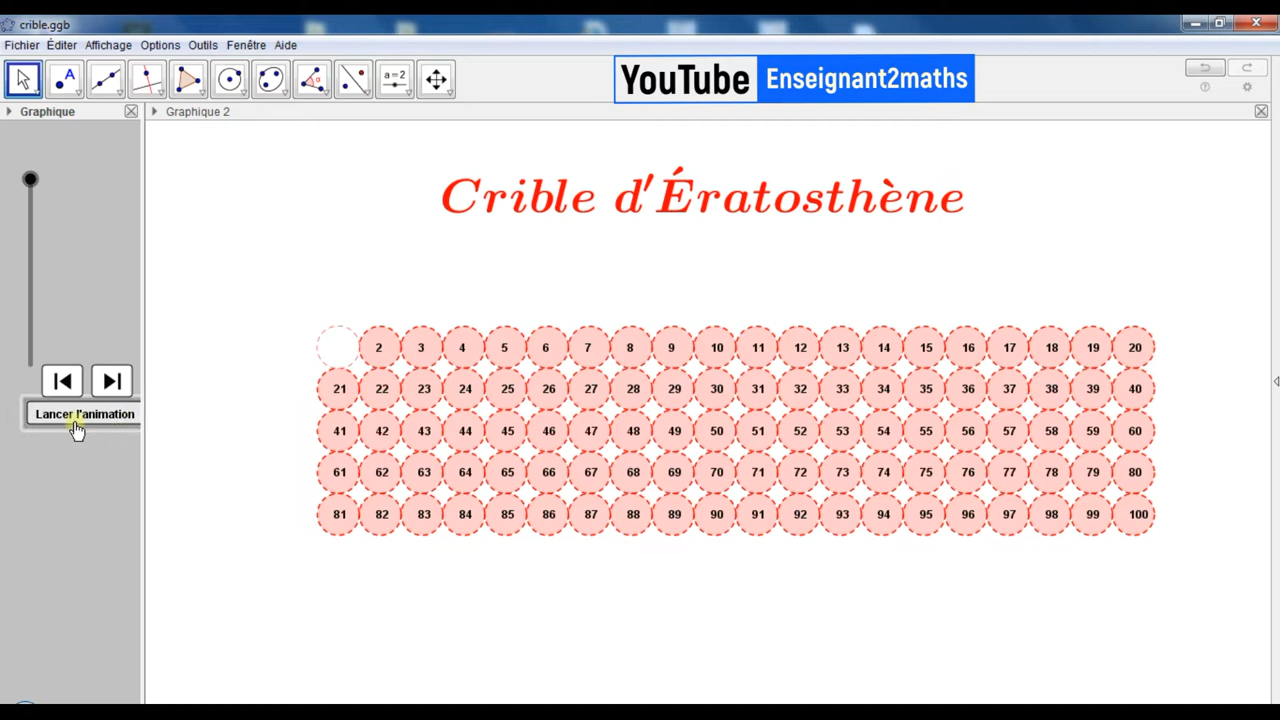 crible.ggb
Fichier Éditer Affichage Options Outils Fenêtre Aide
A
α
a=2
YouTube Enseignant2maths
Graphique
Graphique 2
Crible d'Ératosthène
2 3 4 5 6 7 8 9 10 11 12 13 14 15 16 17 18 19 20
21 22 23 24 25 26 27 28 29 30 31 32 33 34 35 36 37 38 39 40
Lancer l'animation
41 42 43 44 45 46 47 48 49 50 51 52 53 54 55 56 57 58 59 60
61 62 63 64 65 66 67 68 69 70 71 72 73 74 75 76 77 78 79 80
81 82 83 84 85 86 87 88 89 90 91 92 93 94 95 96 97 98 99 100